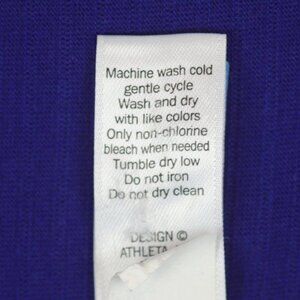 Machine wash cold
gentle cycle
Wash and dry
with like colors
Only non-chlorine
bleach when needed
Tumble dry low
Do not iron
Do not dry clean
DESIGN ©
ATHLETA